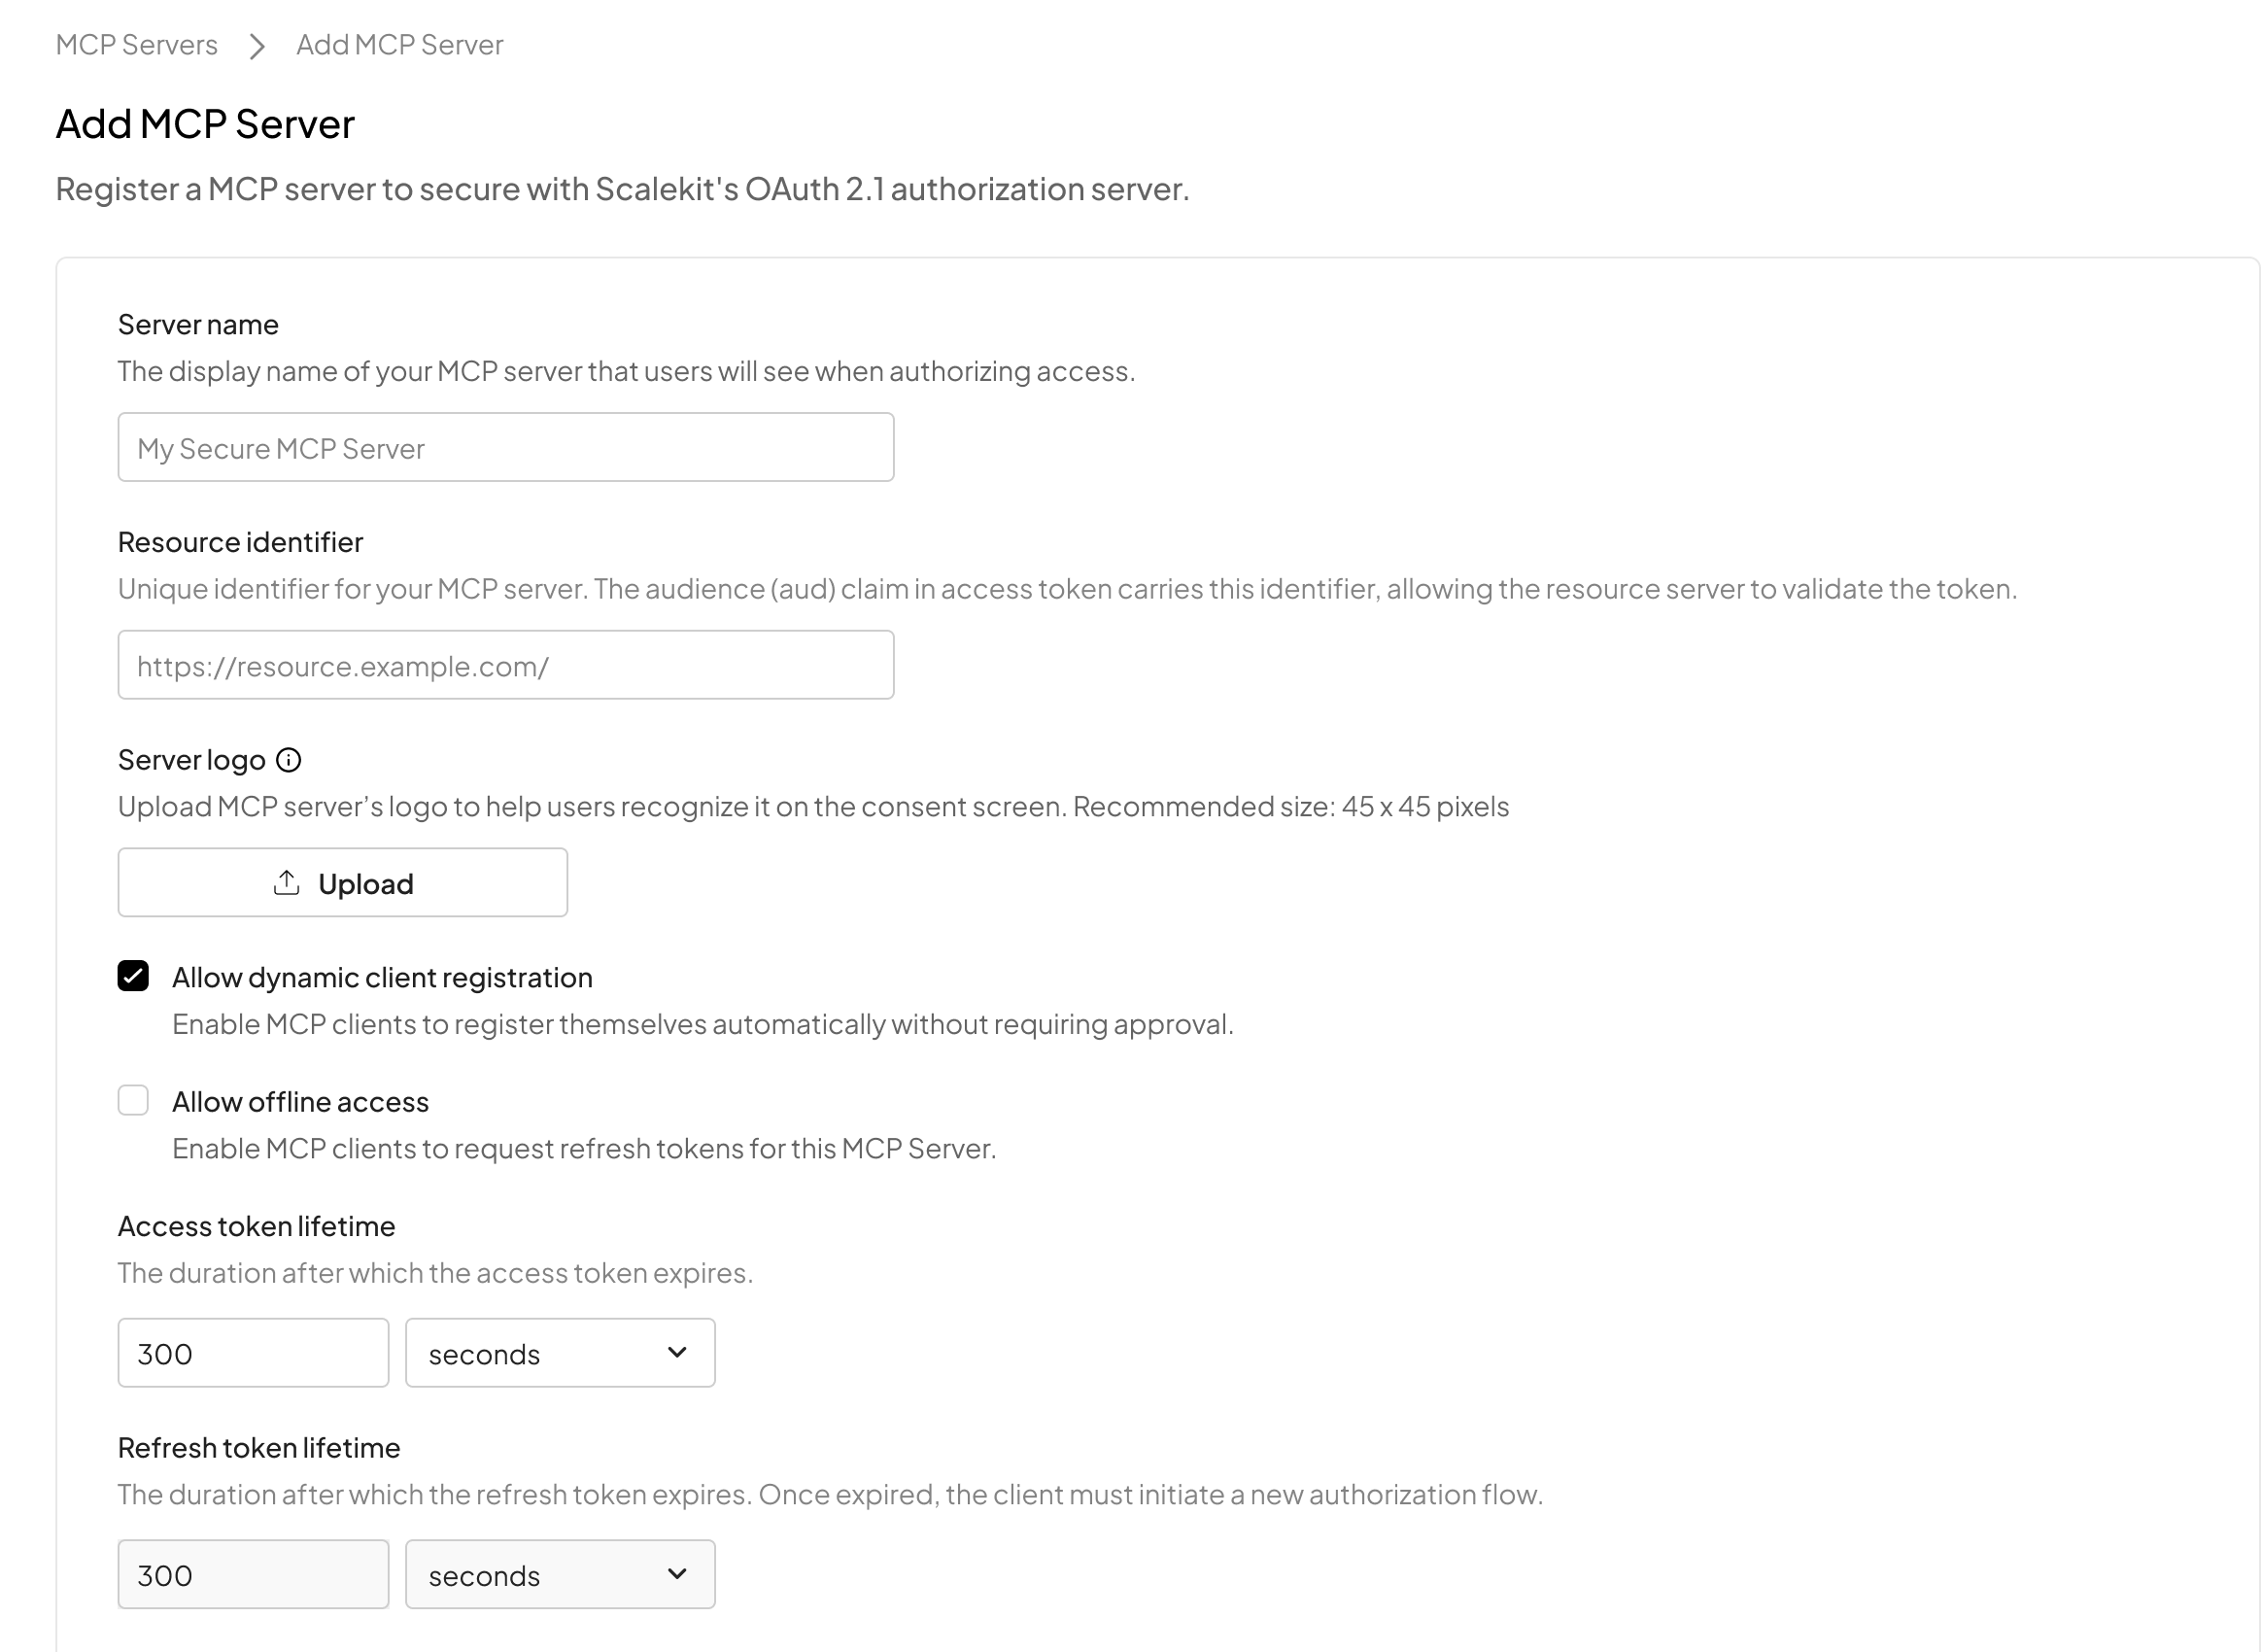 MCP Servers > Add MCP Server
Add MCP Server
Register a MCP server to secure with Scalekit's OAuth 2.1 authorization server.
Server name
The display name of your MCP server that users will see when authorizing access.
My Secure MCP Server
Resource identifier
Unique identifier for your MCP server. The audience (aud) claim in access token carries this identifier, allowing the resource server to validate the token.
https://resource.example.com/
Server logo
Upload MCP server’s logo to help users recognize it on the consent screen. Recommended size: 45 x 45 pixels
Upload
Allow dynamic client registration
Enable MCP clients to register themselves automatically without requiring approval.
Allow offline access
Enable MCP clients to request refresh tokens for this MCP Server.
Access token lifetime
The duration after which the access token expires.
300 seconds
Refresh token lifetime
The duration after which the refresh token expires. Once expired, the client must initiate a new authorization flow.
300 seconds